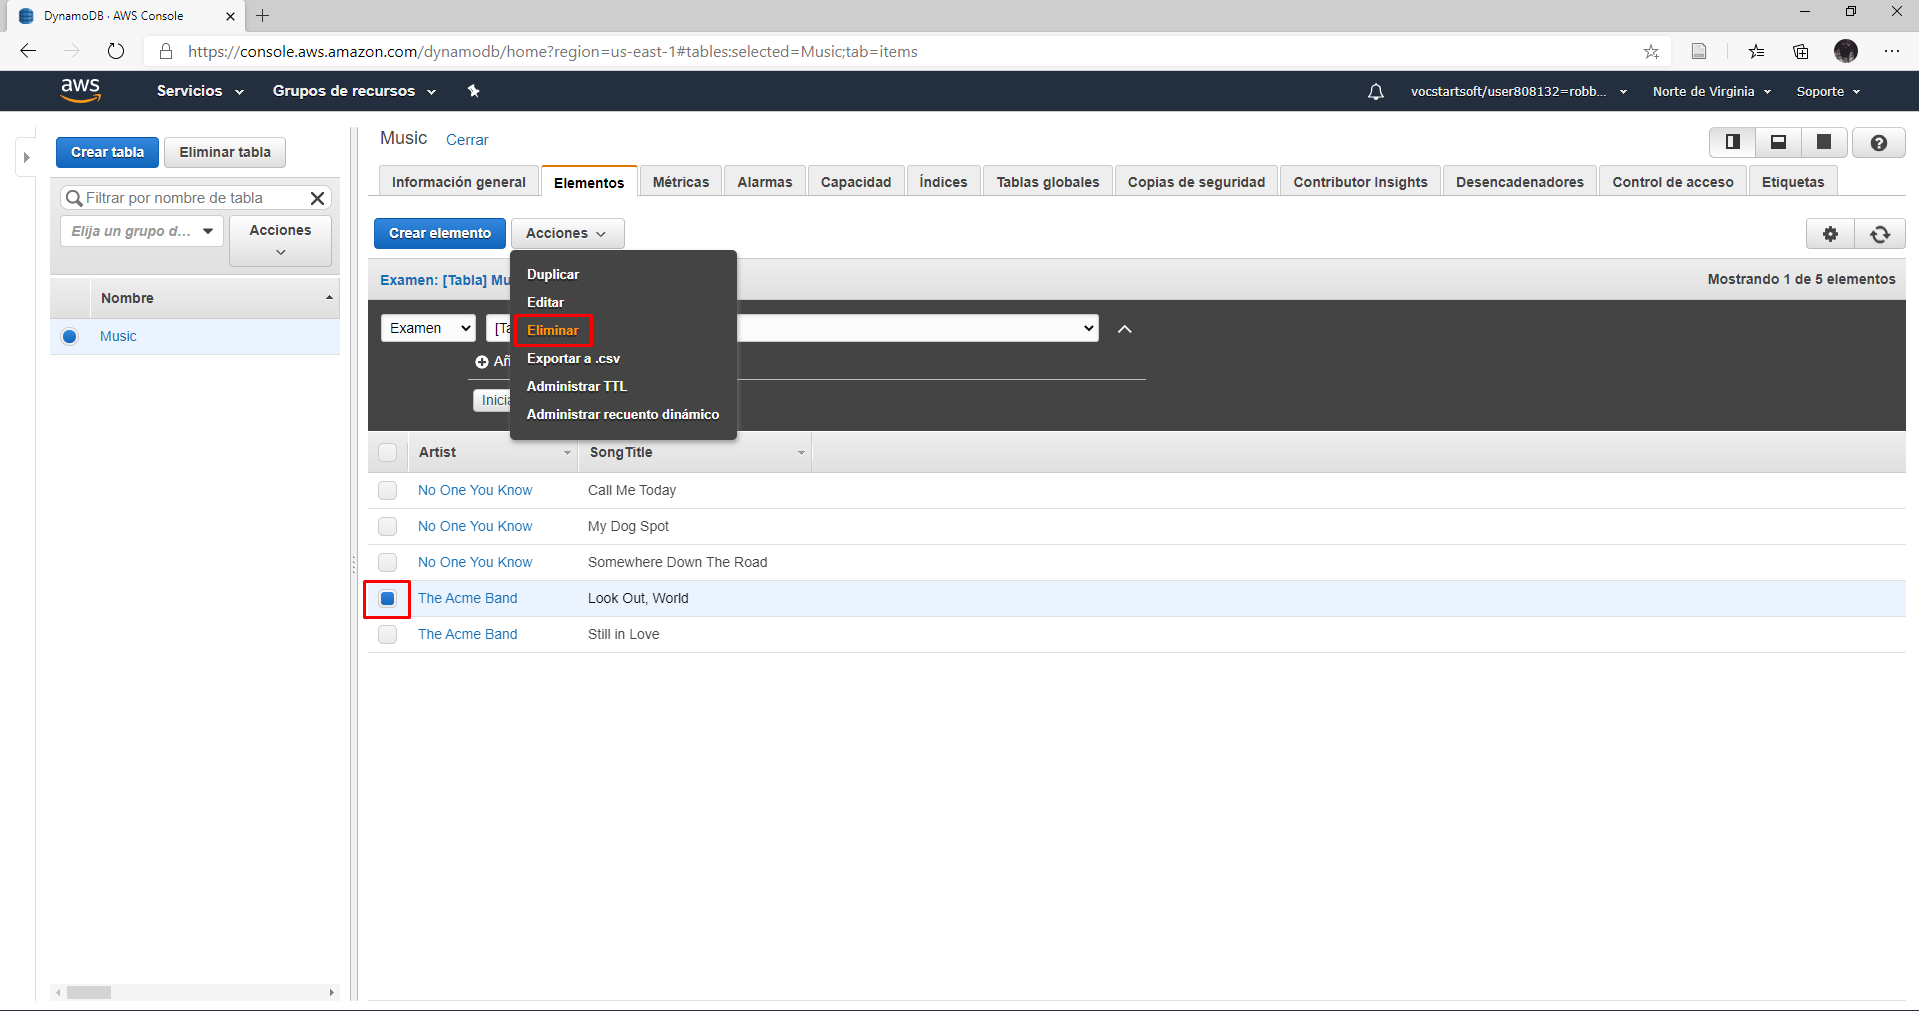 DynamoDB · AWS Console
https://console.aws.amazon.com/dynamodb/home?region=us-east-1#tables:selected=Music;tab=items
aws Servicios Grupos de recursos vocstartsoft/user808132=robb... Norte de Virginia Soporte
Crear tabla Eliminar tabla
Filtrar por nombre de tabla
Elija un grupo d... Acciones
Nombre
Music
Music Cerrar
Información general Elementos Métricas Alarmas Capacidad Índices Tablas globales Copias de seguridad Contributor Insights Desencadenadores Control de acceso Etiquetas
Crear elemento Acciones
Examen: [Tabla] Mu Mostrando 1 de 5 elementos
Examen [Ta
Añ
Inicia
Duplicar
Editar
Eliminar
Exportar a .csv
Administrar TTL
Administrar recuento dinámico
Artist SongTitle
No One You Know Call Me Today
No One You Know My Dog Spot
No One You Know Somewhere Down The Road
The Acme Band Look Out, World
The Acme Band Still in Love